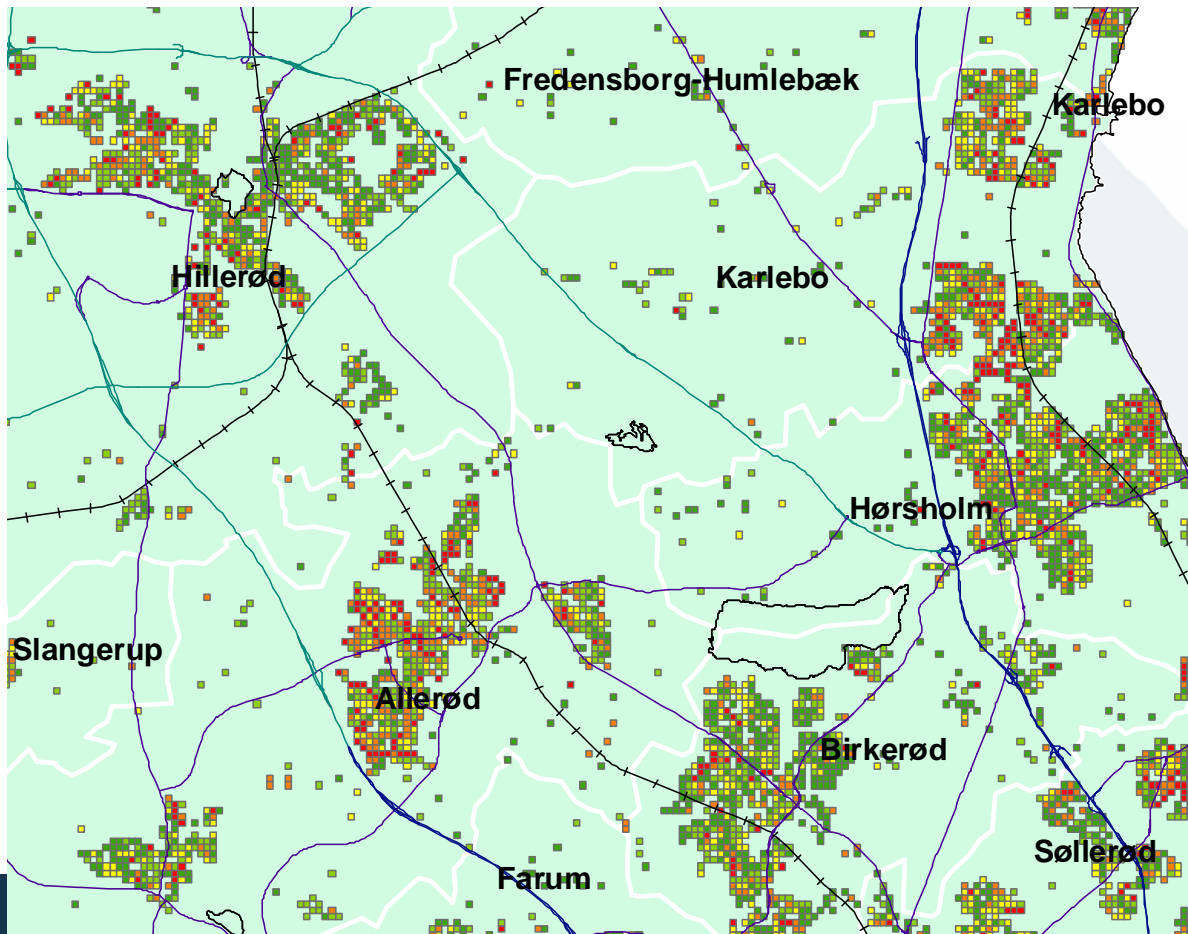 Fredensborg-Humlebæk
Karlebo
Hillerød
Karlebo
Hørsholm
Slangerup
Allerød
Birkerød
Søllerød
Farum